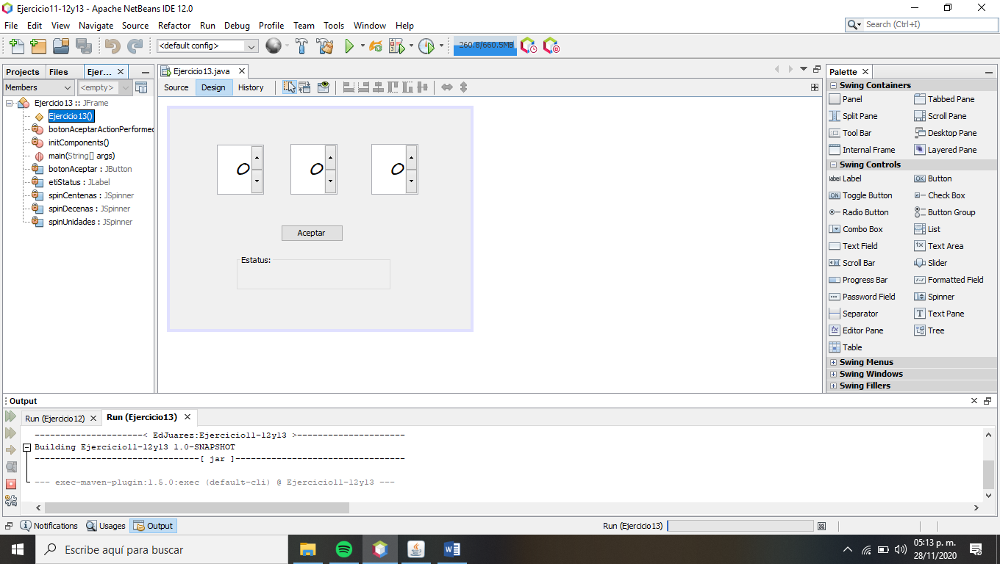 Ejercicio11-12y13 - Apache NetBeans IDE 12.0
File Edit View Navigate Source Refactor Run Debug Profile Team Tools Window Help
Search (Ctrl+I)
<default config>
260.8/660.5MB
Projects Files Ejer...
Members <empty>
Ejercicio13 :: JFrame
Ejercicio13()
botonAceptarActionPerformed
initComponents()
main(String[] args)
botonAceptar : JButton
etiStatus : JLabel
spinCentenas : JSpinner
spinDecenas : JSpinner
spinUnidades : JSpinner
Ejercicio13.java
Source Design History
0 0 0
Aceptar
Estatus:
Palette
Swing Containers
Panel Tabbed Pane
Split Pane Scroll Pane
Tool Bar Desktop Pane
Internal Frame Layered Pane
Swing Controls
label Label OK Button
ON Toggle Button Check Box
Radio Button Button Group
Combo Box List
Text Field Text Area
Scroll Bar Slider
Progress Bar Formatted Field
Password Field Spinner
Separator Text Pane
Editor Pane Tree
Table
Swing Menus
Swing Windows
Swing Fillers
Output
Run (Ejercicio12) Run (Ejercicio13)
---------------------< EdJuarez:Ejercicio11-12y13 >---------------------
Building Ejercicio11-12y13 1.0-SNAPSHOT
--------------------------------[ jar ]---------------------------------
--- exec-maven-plugin:1.5.0:exec (default-cli) @ Ejercicio11-12y13 ---
Notifications Usages Output
Run (Ejercicio13)
Escribe aquí para buscar
05:13 p. m.
28/11/2020